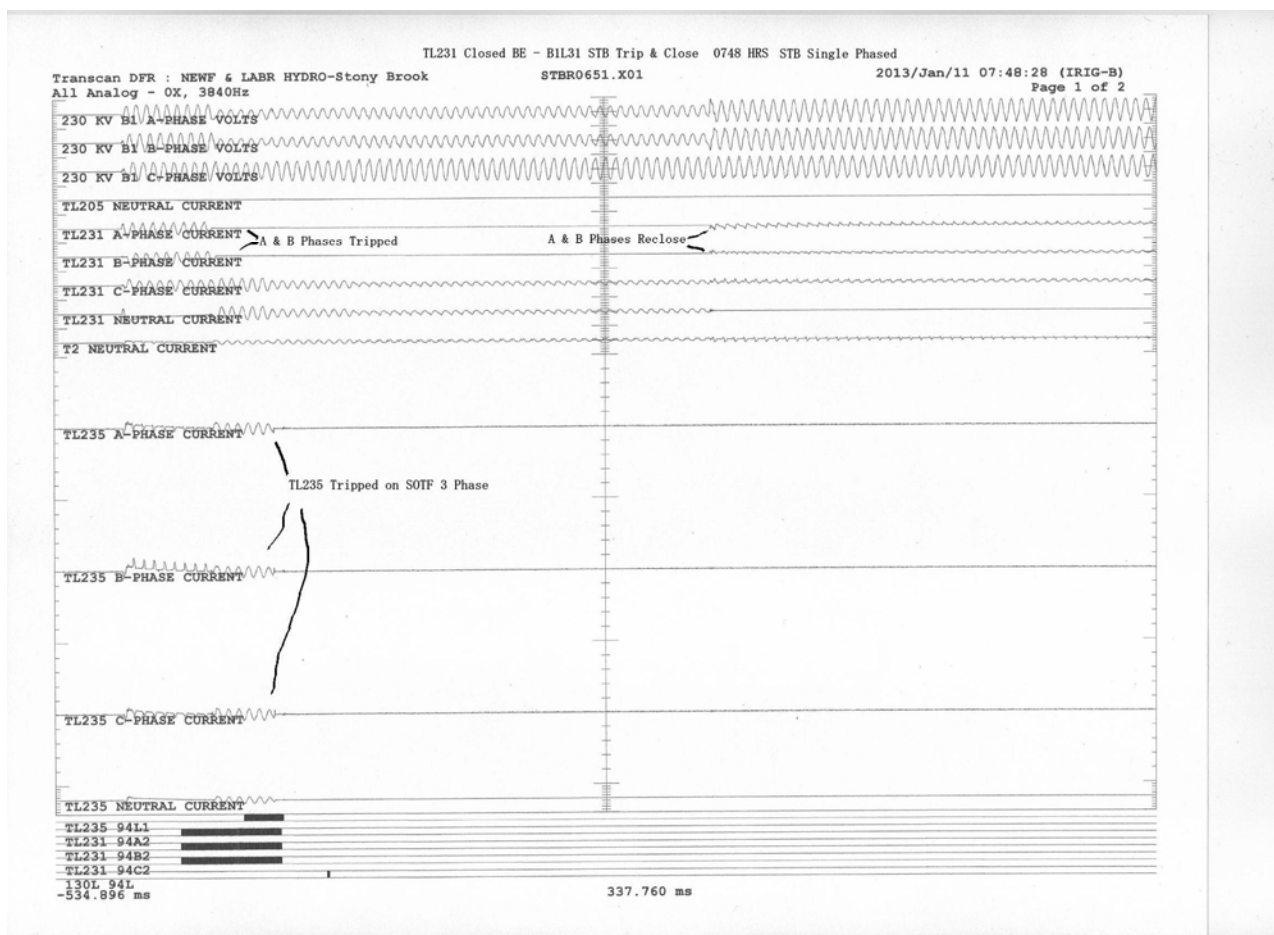 TL231 Closed BE - B1L31 STB Trip & Close 0748 HRS STB Single Phased
Transcan DFR : NEWF & LABR HYDRO-Stony Brook STBR0651.X01 2013/Jan/11 07:48:28 (IRIG-B)
All Analog - 0X, 3840Hz Page 1 of 2
230 KV B1 A-PHASE VOLTS
230 KV B1 B-PHASE VOLTS
230 KV B1 C-PHASE VOLTS
TL205 NEUTRAL CURRENT
TL231 A-PHASE CURRENT
A & B Phases Tripped A & B Phases Reclose
TL231 B-PHASE CURRENT
TL231 C-PHASE CURRENT
TL231 NEUTRAL CURRENT
T2 NEUTRAL CURRENT
TL235 A-PHASE CURRENT
TL235 Tripped on SOTF 3 Phase
TL235 B-PHASE CURRENT
TL235 C-PHASE CURRENT
TL235 NEUTRAL CURRENT
TL235 94L1
TL231 94A2
TL231 94B2
TL231 94C2
130L 94L
-534.896 ms 337.760 ms